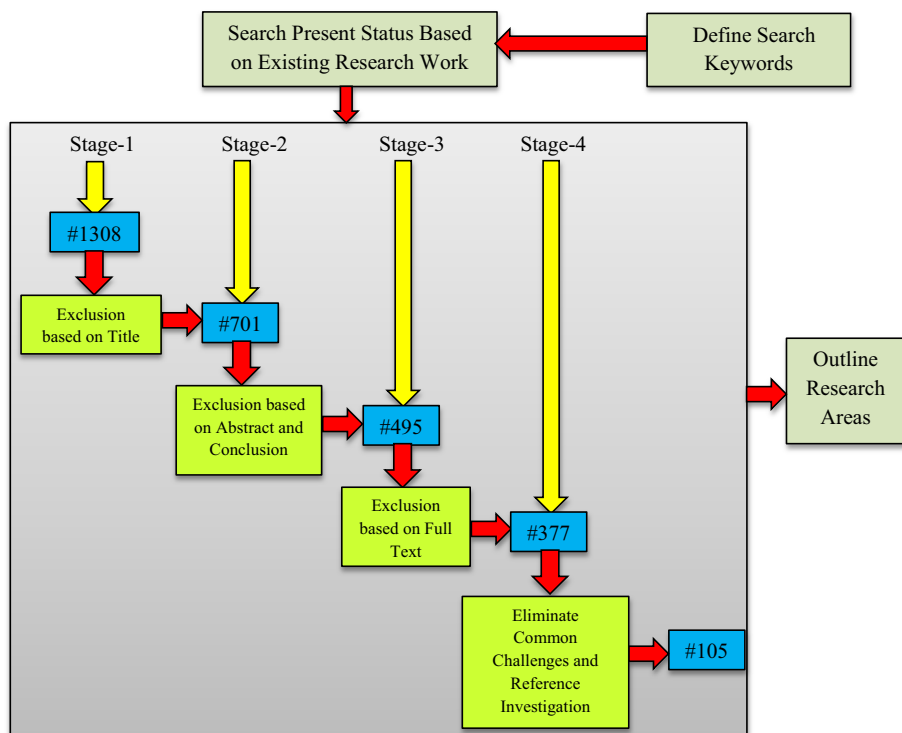 Search Present Status Based
on Existing Research Work
Define Search
Keywords
Stage-1
Stage-2
Stage-3
Stage-4
#1308
Exclusion
based on Title
#701
Exclusion based
on Abstract and
Conclusion
#495
Exclusion
based on Full
Text
#377
Eliminate
Common
Challenges and
Reference
Investigation
#105
Outline
Research
Areas